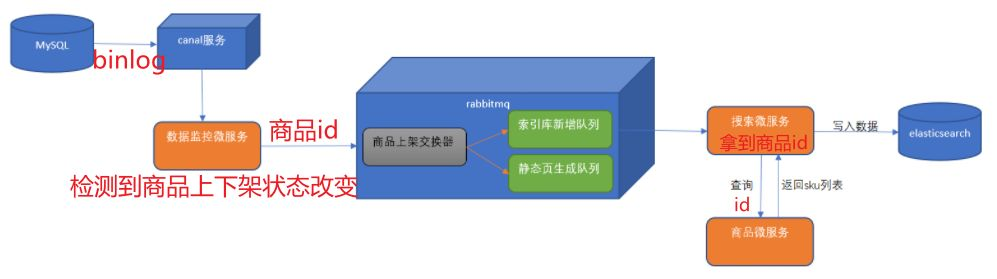 MySQL
binlog
canal服务
数据监控微服务
检测到商品上下架状态改变
商品id
rabbitmq
商品上架交换器
索引库新增队列
静态页生成队列
搜索微服务
拿到商品id
写入数据
elasticsearch
查询
id
返回sku列表
商品微服务